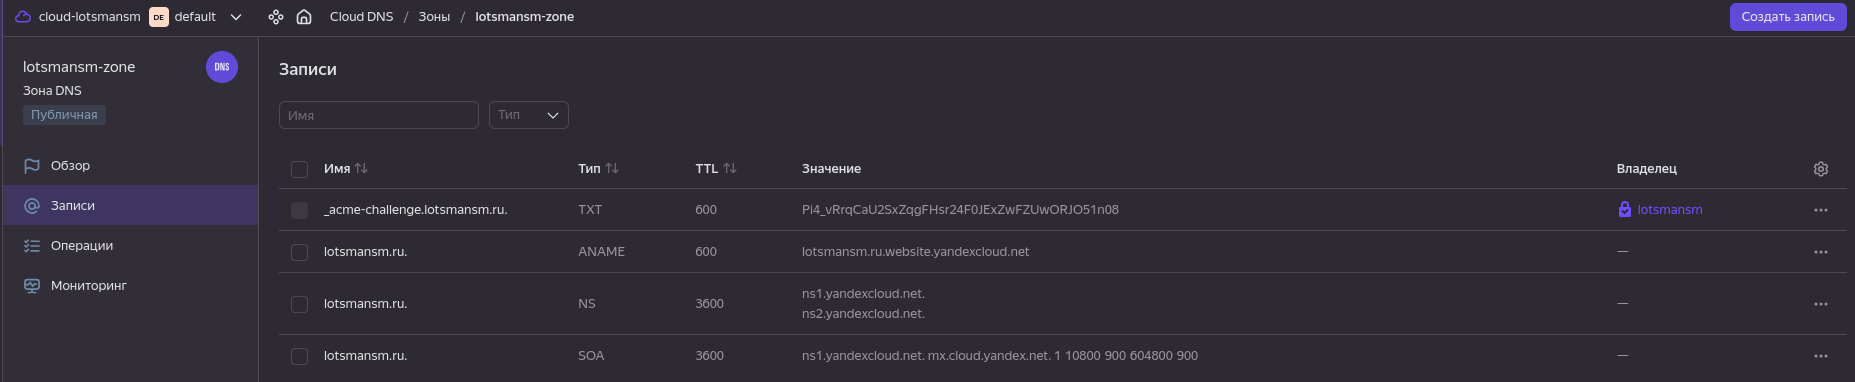 cloud-lotsmansm DE default Cloud DNS / Зоны / lotsmansm-zone Создать запись
lotsmansm-zone DNS
Зона DNS
Публичная
Обзор
Записи
Операции
Мониторинг
Записи
Имя Тип
Имя Тип TTL Значение Владелец
_acme-challenge.lotsmansm.ru. TXT 600 Pi4_vRrqCaU2SxZqgFHsr24F0JExZwFZUwORJO51n08 lotsmansm
lotsmansm.ru. ANAME 600 lotsmansm.ru.website.yandexcloud.net —
lotsmansm.ru. NS 3600 ns1.yandexcloud.net. —
ns2.yandexcloud.net.
lotsmansm.ru. SOA 3600 ns1.yandexcloud.net. mx.cloud.yandex.net. 1 10800 900 604800 900 —